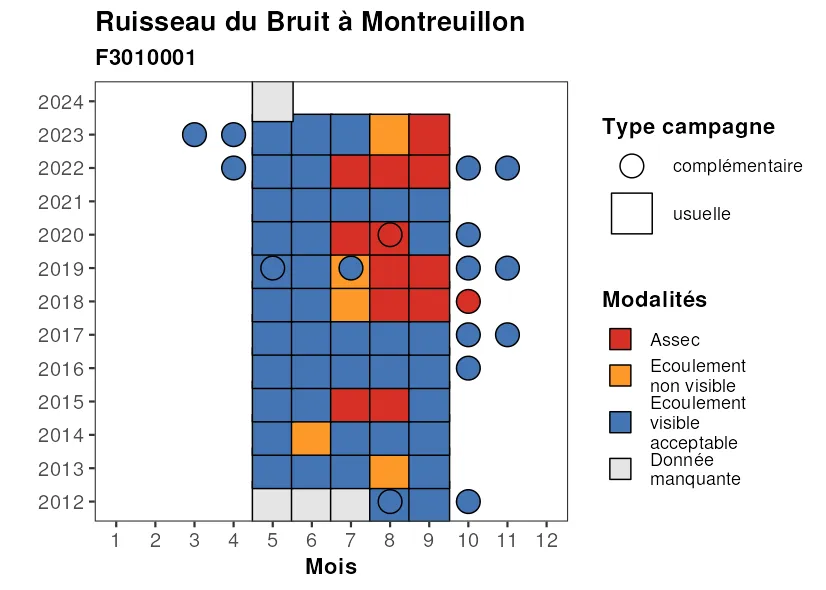 Ruisseau du Bruit à Montreuillon
F3010001
2024
2023
2022
2021
2020
2019
2018
2017
2016
2015
2014
2013
2012
1 2 3 4 5 6 7 8 9 10 11 12
Mois
Type campagne
complémentaire
usuelle
Modalités
Assec
Ecoulement
non visible
Ecoulement
visible
acceptable
Donnée
manquante